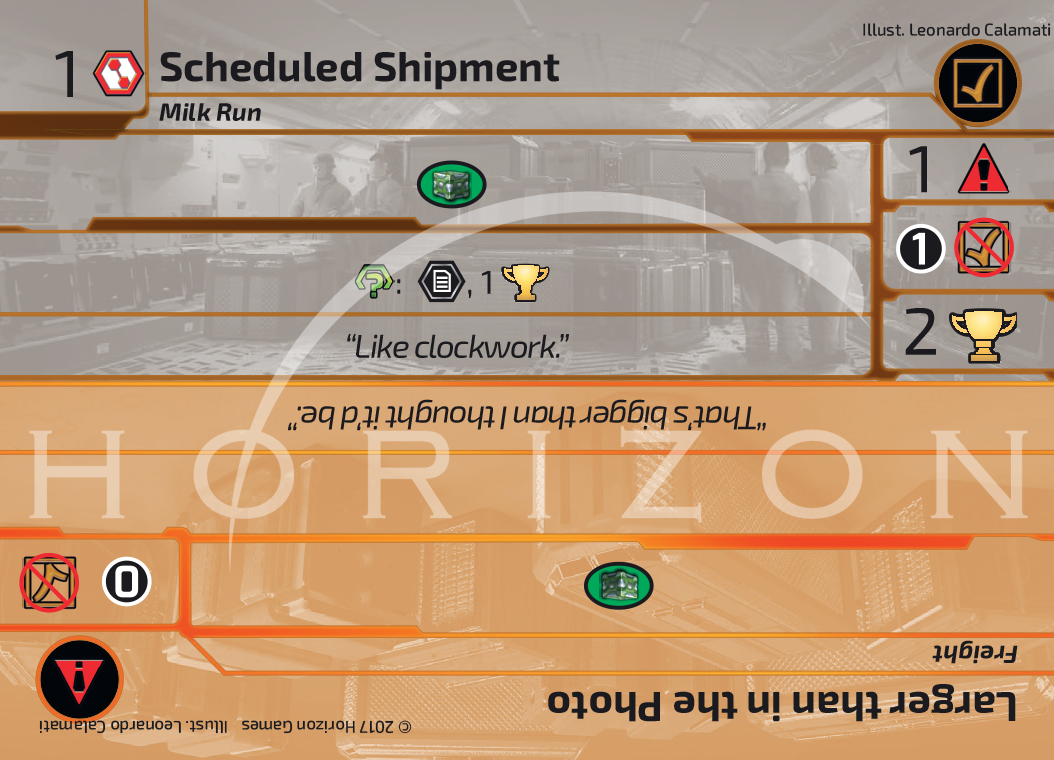 Illust. Leonardo Calamati
1 Scheduled Shipment
Milk Run
1
1
: , 1
2
“Like clockwork.”
“That’s bigger than I thought it’d be.”
HORIZON
0
Freight
Larger than in the Photo
© 2017 Horizon Games Illust. Leonardo Calamati